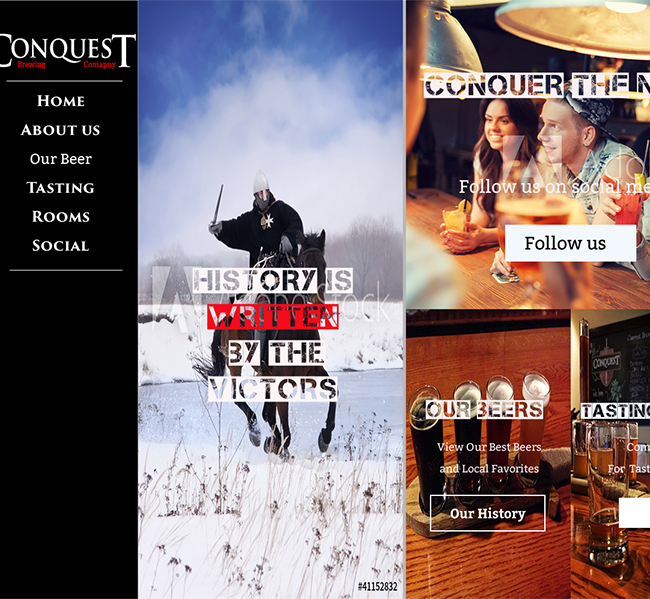 CONQUEST
Brewing Comapny
HOME
ABOUT US
Our Beer
TASTING
ROOMS
SOCIAL
HISTORY IS
WRITTEN
BY THE
VICTORS
#41152832
CONQUER THE N
Follow us on social me
Follow us
OUR BEERS
View Our Best Beers
and Local Favorites
Our History
CONQUEST
TASTING
Com
For Tast